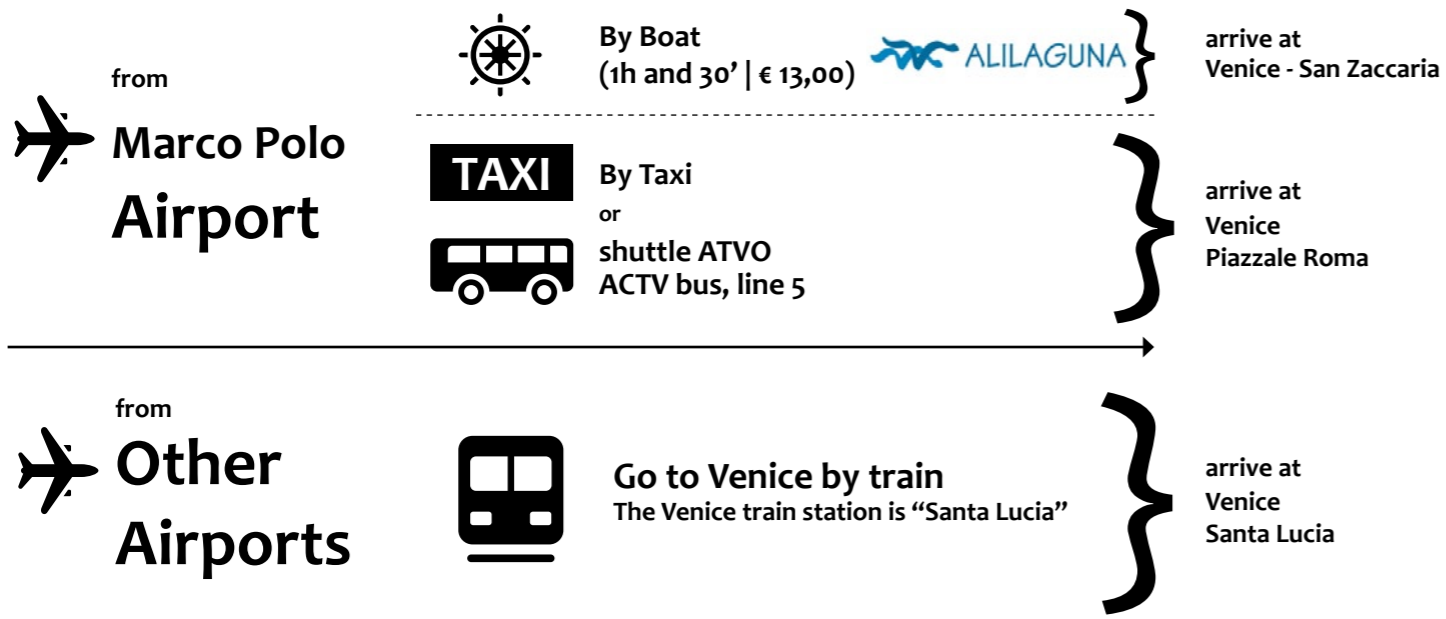 from
Marco Polo
Airport
By Boat
(1h and 30’ | € 13,00)
ALILAGUNA
arrive at
Venice - San Zaccaria
TAXI
By Taxi
or
shuttle ATVO
ACTV bus, line 5
arrive at
Venice
Piazzale Roma
from
Other
Airports
Go to Venice by train
The Venice train station is “Santa Lucia”
arrive at
Venice
Santa Lucia